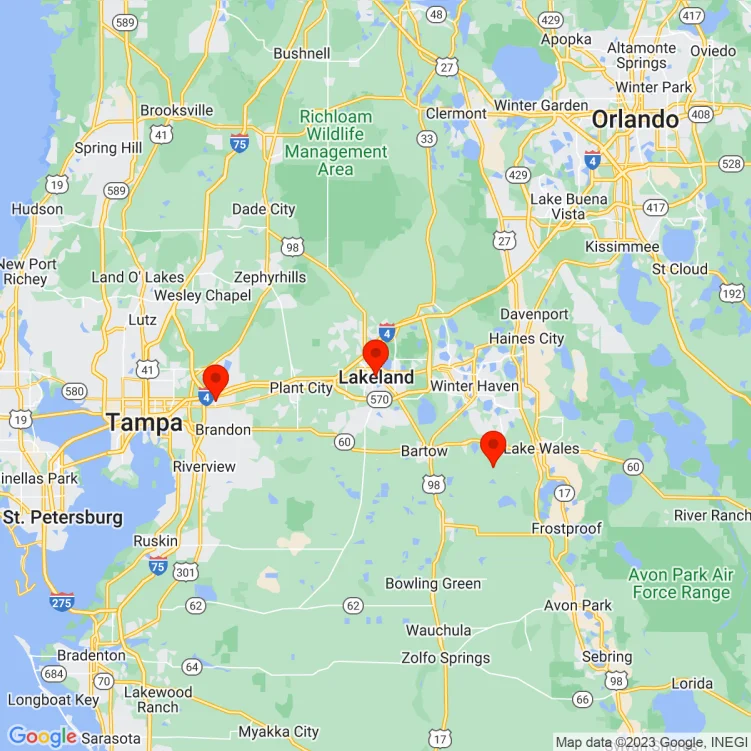 589
48
429
429
Apopka
Altamonte
Springs
Oviedo
Bushnell
27
Winter Park
Brooksville
Richloam
Wildlife
Management
Area
Clermont
Winter Garden
Orlando
408
41
75
33
Spring Hill
4
528
19
589
429
Lake Buena
Vista
417
Hudson
Dade City
98
27
Kissimmee
New Port
Richey
Land O' Lakes
Zephyrhills
St Cloud
Wesley Chapel
192
Lutz
4
Davenport
Haines City
41
Lakeland
Winter Haven
580
4
Plant City
570
19
Tampa
Brandon
60
Bartow
Lake Wales
60
Riverview
inellas Park
98
17
St. Petersburg
River Ranch
Frostproof
Ruskin
75
301
Avon Park Air
Force Range
Bowling Green
275
62
62
Avon Park
Wauchula
Bradenton
64
Zolfo Springs
Sebring
684
70
98
Lorida
Longboat Key
Lakewood
Ranch
66
Google
Sarasota
Myakka City
17
Map data ©2023 Google, INEGI